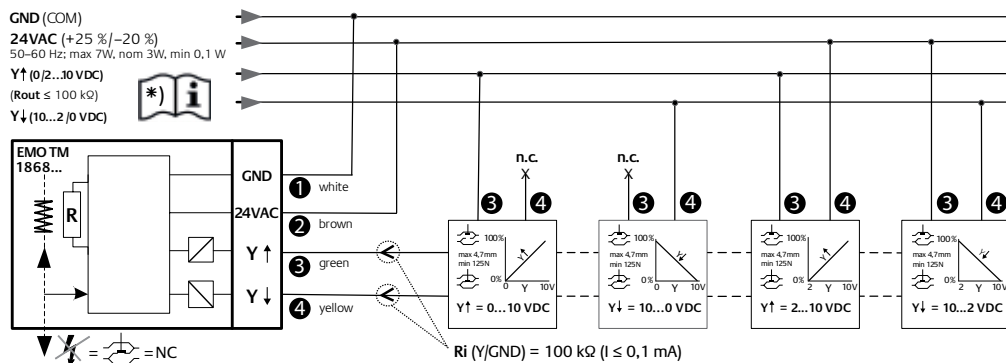 GND (COM)
24VAC (+25 %/−20 %)
50–60 Hz; max 7W, nom 3W, min 0,1 W
Y↑ (0/2...10 VDC)
(Rout ≤ 100 kΩ)
Y↓ (10...2 /0 VDC)
*) i
EMO TM
1868...
R
GND
1 white
24VAC
2 brown
Y ↑
3 green
Y ↓
4 yellow
= = NC
n.c.
X
3 4
100%
max 4,7mm
min 125N
0%
Y
0 10V
Y↑ = 0...10 VDC
n.c.
X
3 4
100%
max 4,7mm
min 125N
0%
Y
0 10V
Y↓ = 10...0 VDC
3 4
100%
max 4,7mm
min 125N
0%
Y
2 10V
Y↑ = 2...10 VDC
3 4
100%
max 4,7mm
min 125N
0%
Y
2 10V
Y↓ = 10...2 VDC
Ri (Y/GND) = 100 kΩ (I ≤ 0,1 mA)